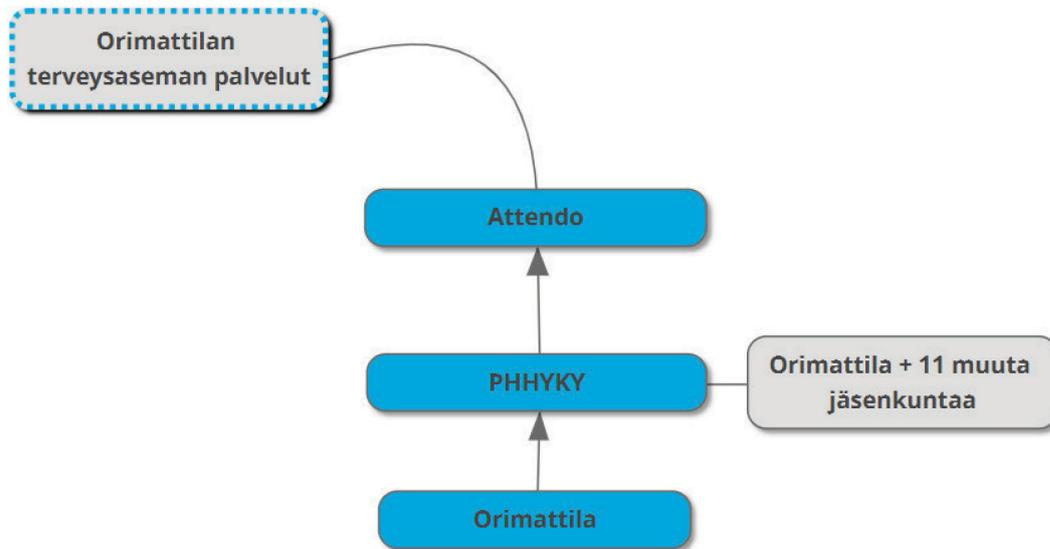 Orimattilan
terveysaseman palvelut
Attendo
PHHYKY
Orimattila + 11 muuta
jäsenkuntaa
Orimattila